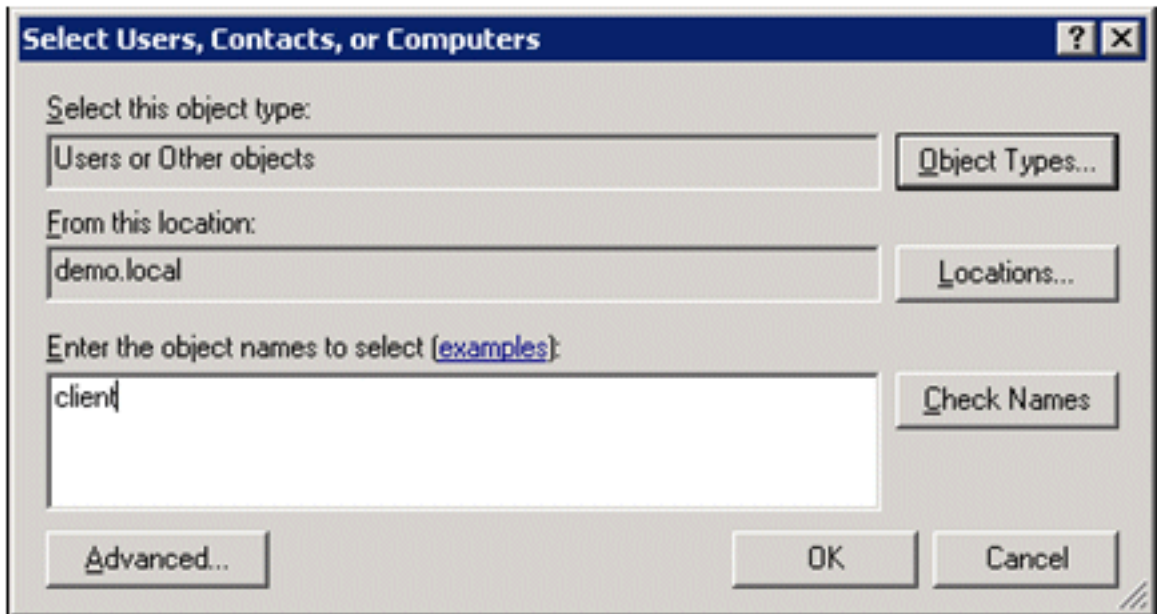 Select Users, Contacts, or Computers
Select this object type:
Users or Other objects
Object Types...
From this location:
demo.local
Locations...
Enter the object names to select (examples):
client
Check Names
Advanced...
OK
Cancel